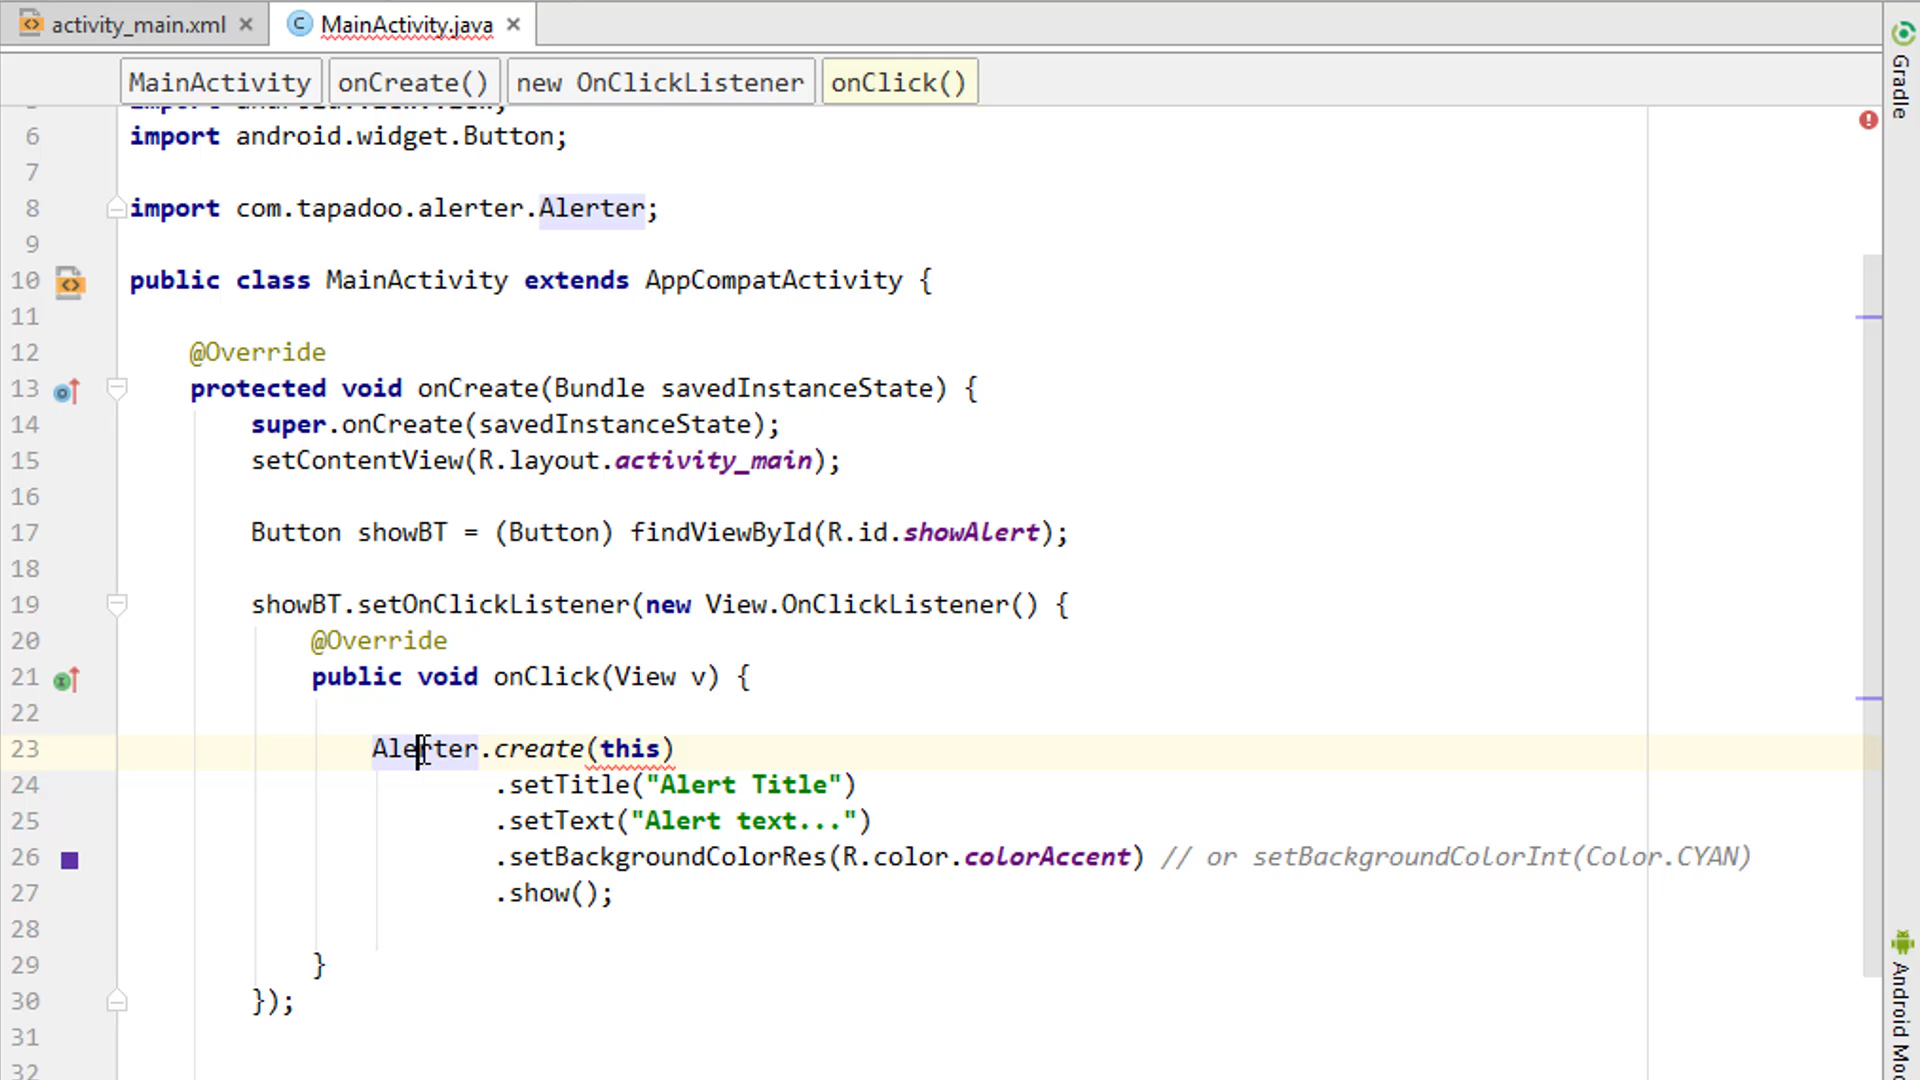 activity_main.xml MainActivity.java
MainActivity onCreate() new OnClickListener onClick()
6 import android.widget.Button;
7
8 import com.tapadoo.alerter.Alerter;
9
10 public class MainActivity extends AppCompatActivity {
11
12 @Override
13 protected void onCreate(Bundle savedInstanceState) {
14 super.onCreate(savedInstanceState);
15 setContentView(R.layout.activity_main);
16
17 Button showBT = (Button) findViewById(R.id.showAlert);
18
19 showBT.setOnClickListener(new View.OnClickListener() {
20 @Override
21 public void onClick(View v) {
22
23 Alerter.create(this)
24 .setTitle("Alert Title")
25 .setText("Alert text...")
26 .setBackgroundColorRes(R.color.colorAccent) // or setBackgroundColorInt(Color.CYAN)
27 .show();
28
29 }
30 });
31
32
Gradle
Android